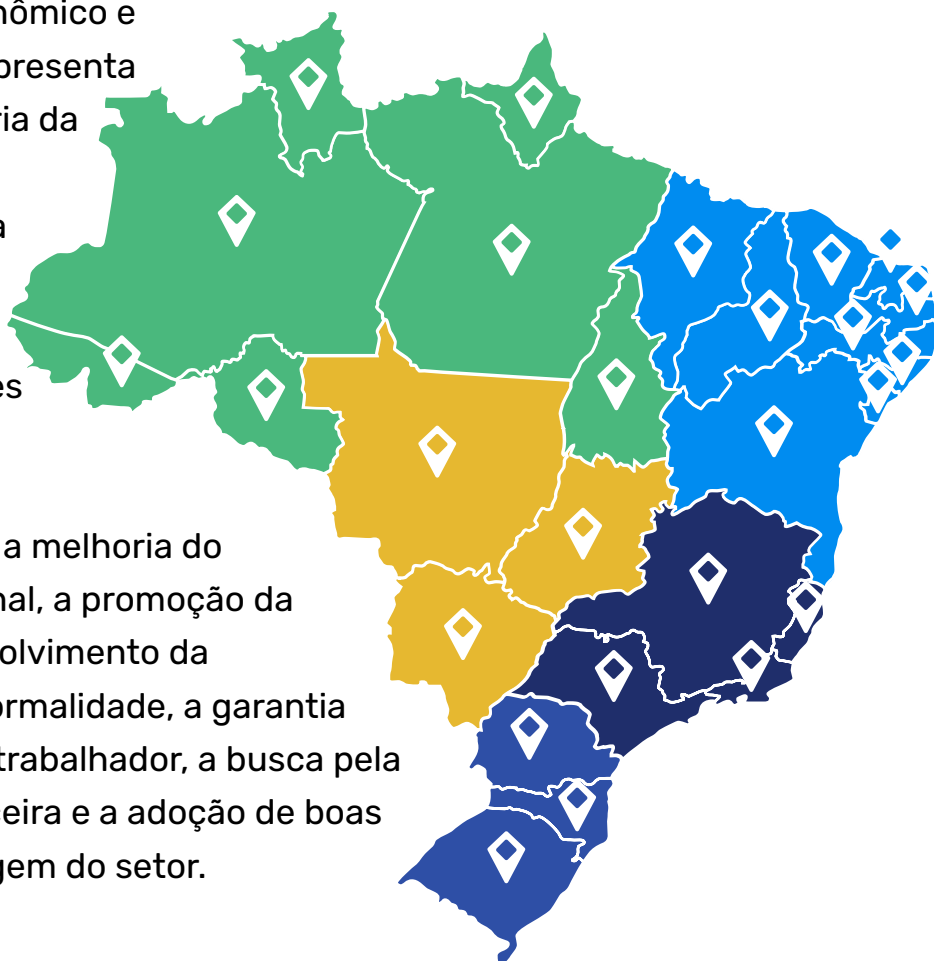 nômico e
presenta
ria da
a
es
a melhoria do
nal, a promoção da
olvimento da
ormalidade, a garantia
trabalhador, a busca pela
ceira e a adoção de boas
gem do setor.